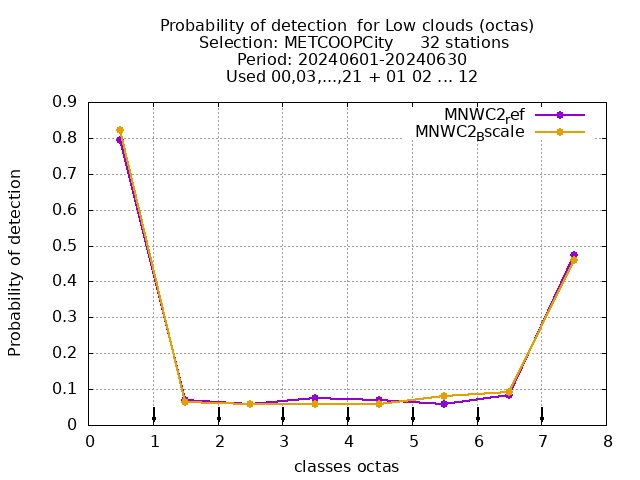 Probability of detection  for Low clouds (octas)
Selection: METCOOPCity     32 stations
Period: 20240601-20240630
Used 00,03,...,21 + 01 02 ... 12
MNWC2ref
MNWC2Bscale
Probability of detection
0.9
0.8
0.7
0.6
0.5
0.4
0.3
0.2
0.1
0
0 1 2 3 4 5 6 7 8
classes octas